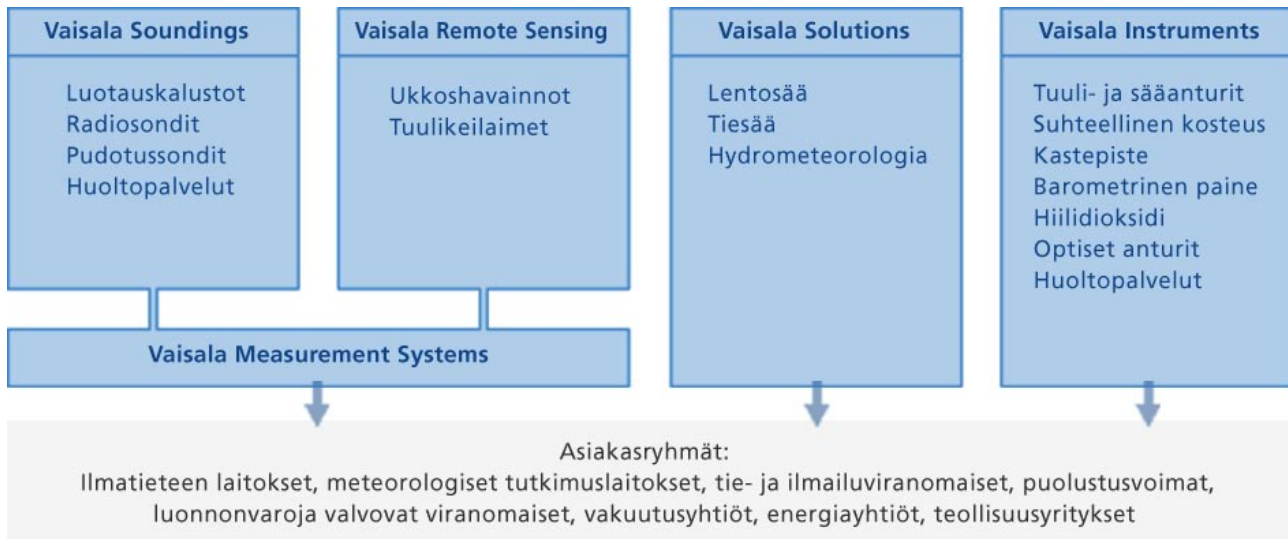 Vaisala Soundings
Luotauskalustot
Radiosondit
Pudotussondit
Huoltopalvelut
Vaisala Remote Sensing
Ukkoshavainnot
Tuulikeilaimet
Vaisala Measurement Systems
Vaisala Solutions
Lentosää
Tiesää
Hydrometeorologia
Vaisala Instruments
Tuuli- ja sääanturit
Suhteellinen kosteus
Kastepiste
Barometrinen paine
Hiilidioksidi
Optiset anturit
Huoltopalvelut
Asiakasryhmät:
Ilmatieteen laitokset, meteorologiset tutkimuslaitokset, tie- ja ilmailuviranomaiset, puolustusvoimat,
luonnonvaroja valvovat viranomaiset, vakuutusyhtiöt, energiayhtiöt, teollisuusyritykset